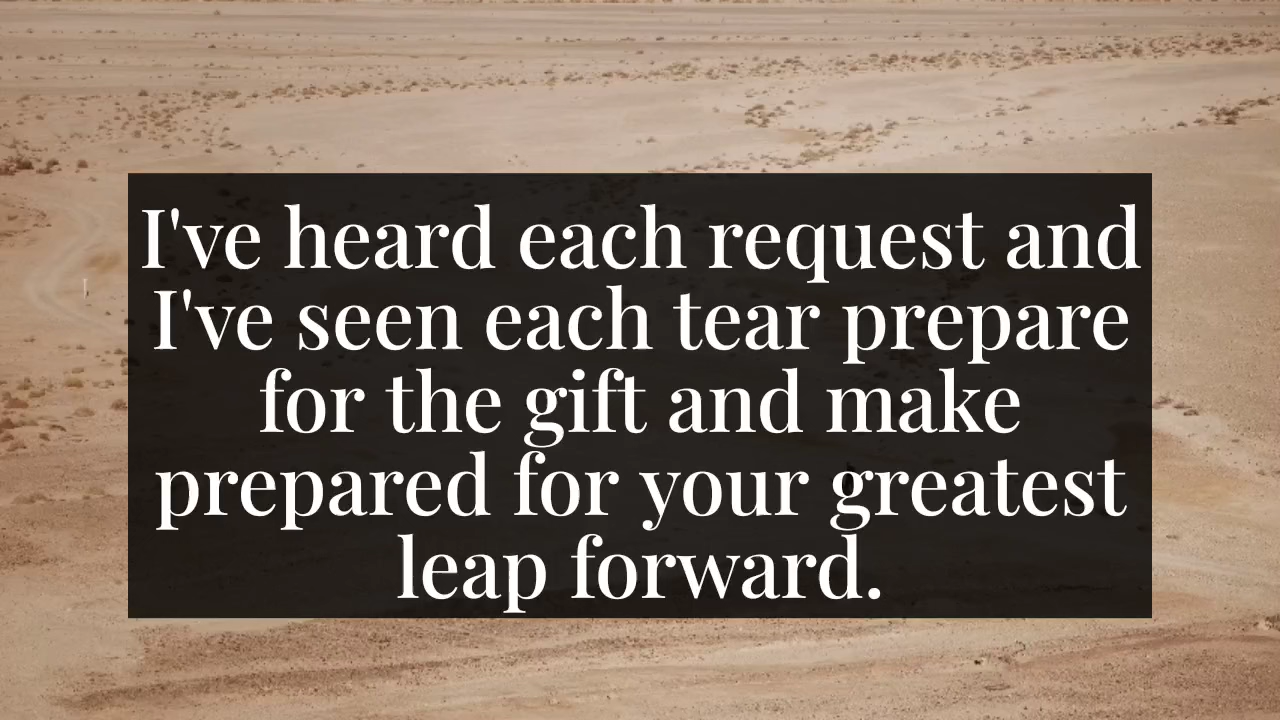 I've heard each request and
I've seen each tear prepare
for the gift and make
prepared for your greatest
leap forward.